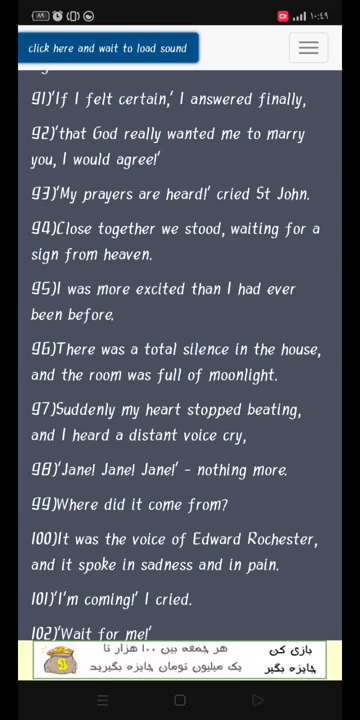 ۱۰:٤٩
click here and wait to load sound
91)'If I felt certain,' I answered finally,
92)'that God really wanted me to marry
you, I would agree!'
93)'My prayers are heard!' cried St John.
94)Close together we stood, waiting for a
sign from heaven.
95)I was more excited than I had ever
been before.
96)There was a total silence in the house,
and the room was full of moonlight.
97)Suddenly my heart stopped beating,
and I heard a distant voice cry,
98)'Jane! Jane! Jane!' - nothing more.
99)Where did it come from?
100)It was the voice of Edward Rochester,
and it spoke in sadness and in pain.
101)'I'm coming!' I cried.
102)'Wait for me!'
بازی کن
جایزه بگیر
هر جمعه بین ۱۰۰ هزار تا
یک میلیون تومان جایزه بگیرید